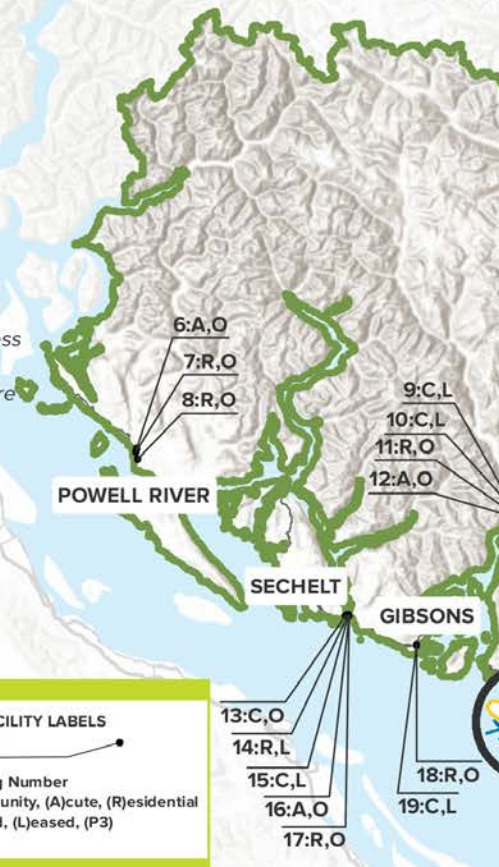 ess
re
6:A,O
7:R,O
8:R,O
9:C,L
10:C,L
11:R,O
12:A,O
POWELL RIVER
SECHELT
GIBSONS
13:C,O
14:R,L
15:C,L
16:A,O
17:R,O
18:R,O
19:C,L
CILITY LABELS
g Number
unity, (A)cute, (R)esidential
d, (L)eased, (P3)